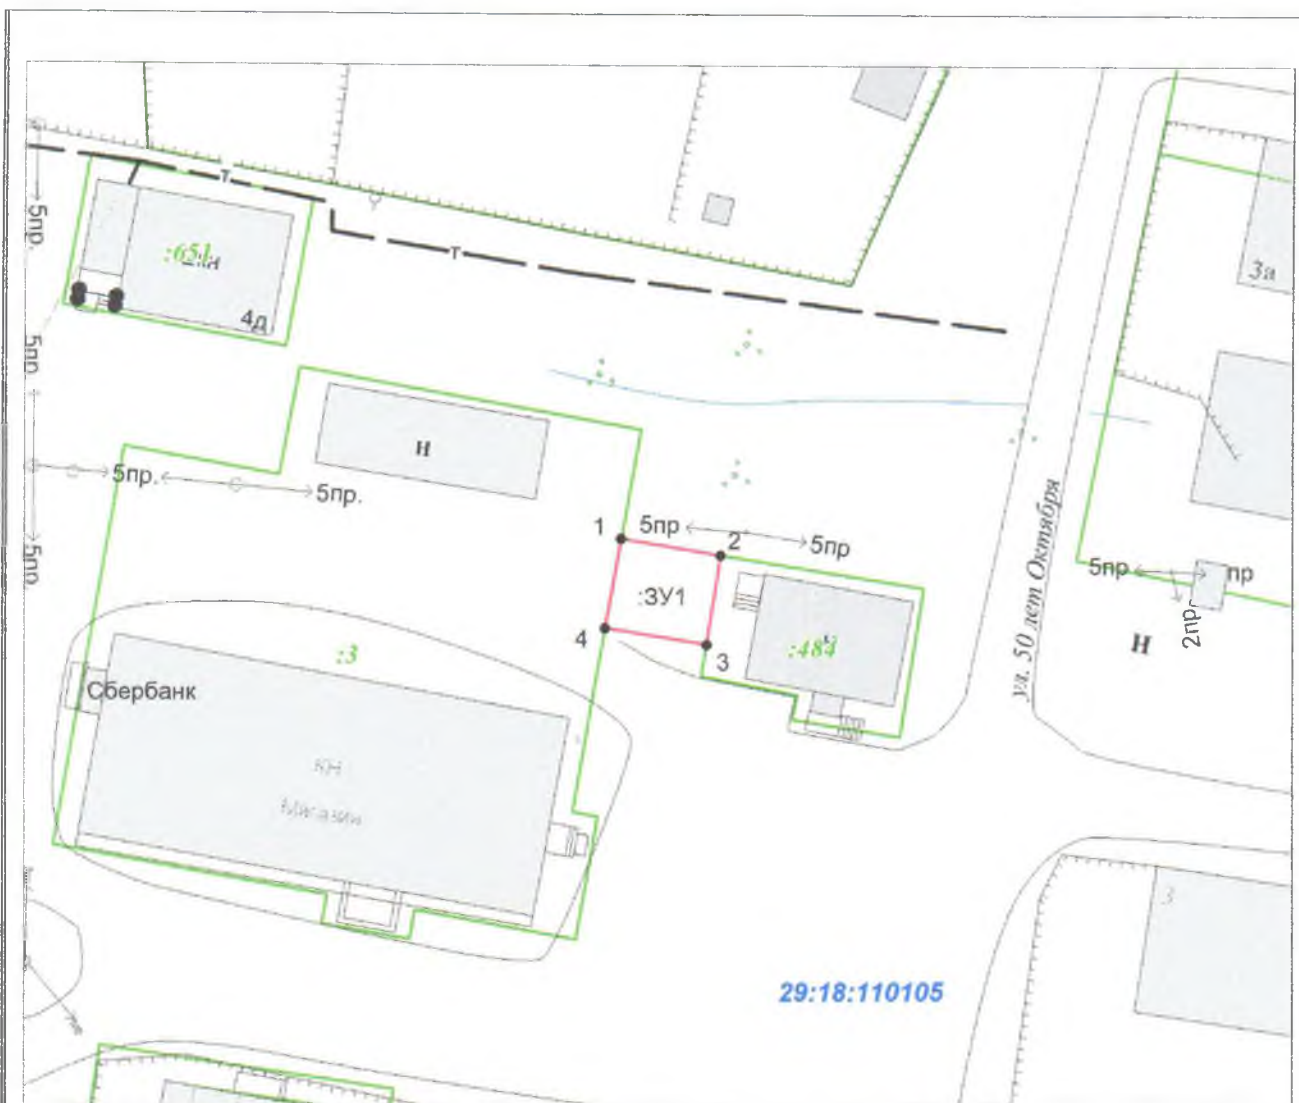 т
5пр.
:651
т
3а
4д
5пр
н
5пр.
5пр.
1
5пр
2
5пр
5пр.
5пр
пр
:ЗУ1
2пр
ул. 50 лет Октября
4
3
:484
н
:3
Сбербанк
кн
Магазин
3
29:18:110105